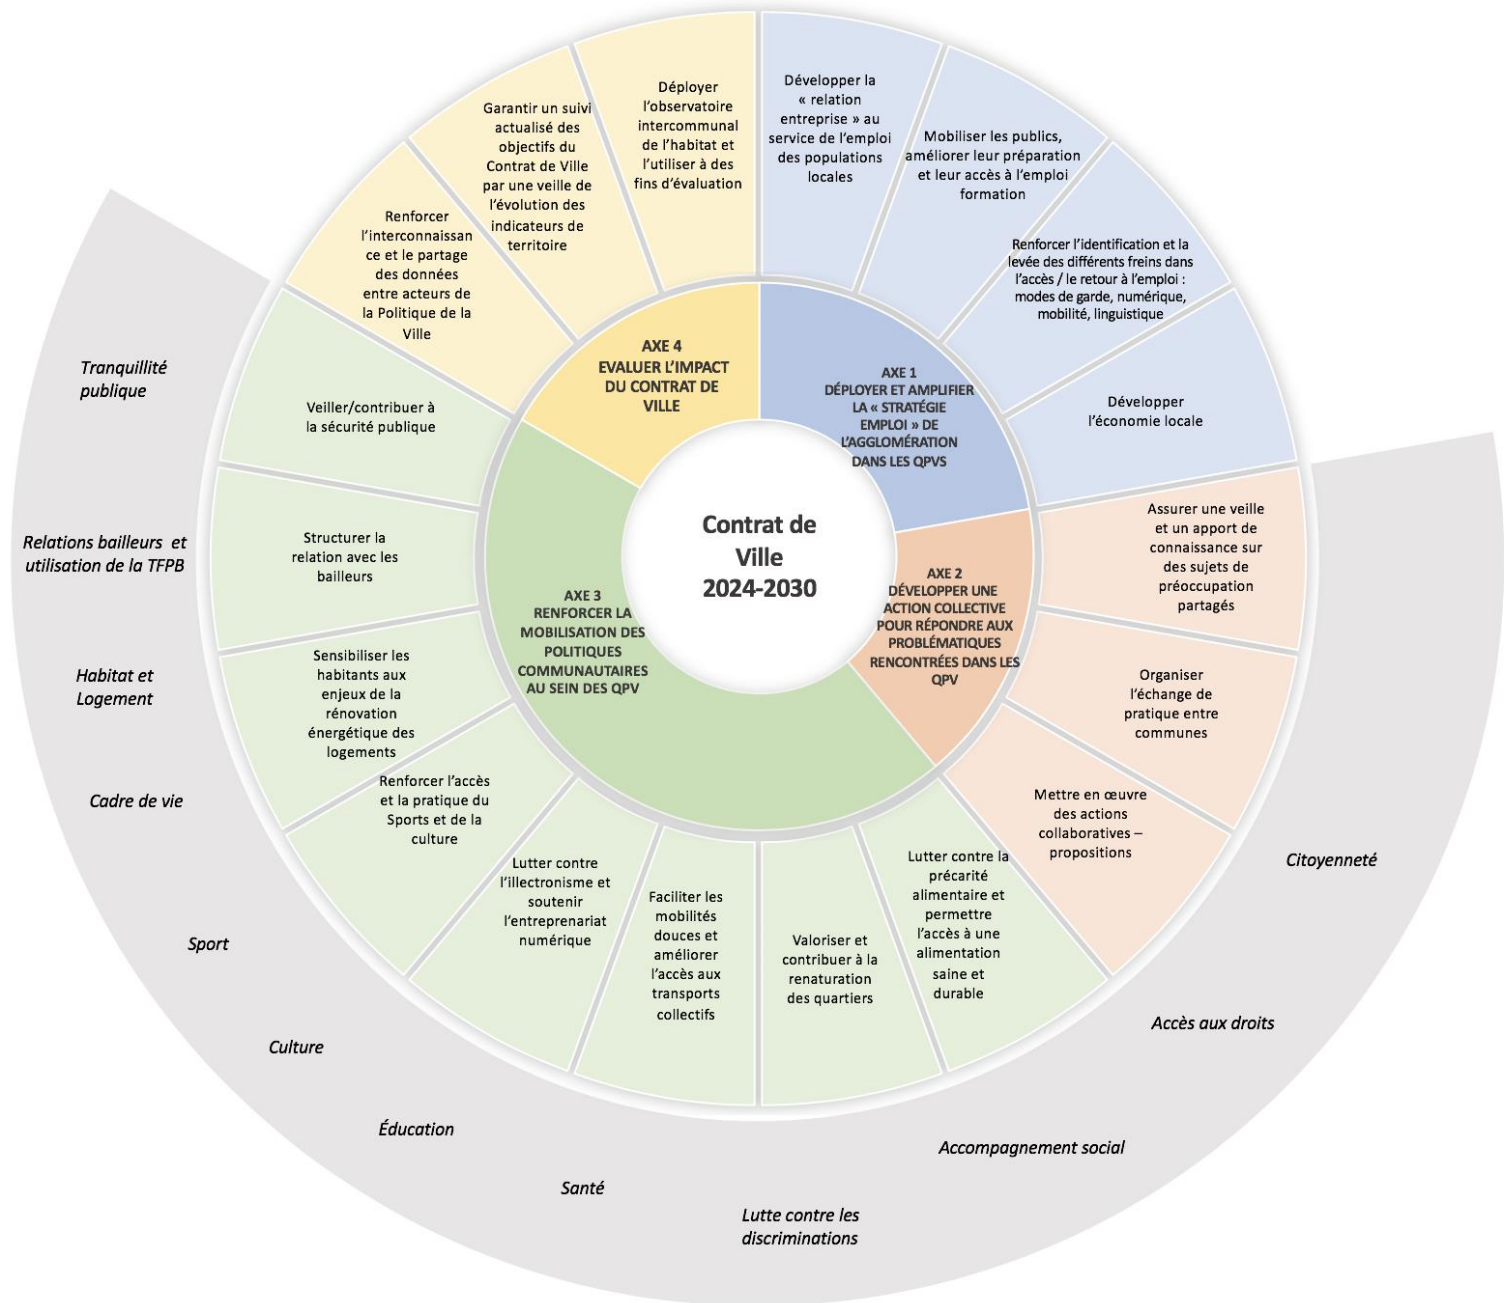 Contrat de
Ville
2024-2030
AXE 1
DÉPLOYER ET AMPLIFIER
LA « STRATÉGIE
EMPLOI » DE
L’AGGLOMÉRATION
DANS LES QPVS
Développer la
« relation
entreprise » au
service de l’emploi
des populations
locales
Mobiliser les publics,
améliorer leur préparation
et leur accès à l’emploi
formation
Renforcer l’identification et la
levée des différents freins dans
l’accès / le retour à l’emploi :
modes de garde, numérique,
mobilité, linguistique
Développer
l’économie locale
AXE 2
DÉVELOPPER UNE
ACTION COLLECTIVE
POUR RÉPONDRE AUX
PROBLÉMATIQUES
RENCONTRÉES DANS LES
QPV
Assurer une veille
et un apport de
connaissance sur
des sujets de
préoccupation
partagés
Organiser
l’échange de
pratique entre
communes
Mettre en œuvre
des actions
collaboratives –
propositions
AXE 3
RENFORCER LA
MOBILISATION DES
POLITIQUES
COMMUNAUTAIRES
AU SEIN DES QPV
Lutter contre la
précarité
alimentaire et
permettre
l’accès à une
alimentation
saine et
durable
Valoriser et
contribuer à la
renaturation
des quartiers
Faciliter les
mobilités
douces et
améliorer
l’accès aux
transports
collectifs
Lutter contre
l’illectronisme et
soutenir
l’entreprenariat
numérique
Renforcer l’accès
et la pratique du
Sports et de la
culture
Sensibiliser les
habitants aux
enjeux de la
rénovation
énergétique des
logements
Structurer la
relation avec les
bailleurs
Veiller/contribuer à
la sécurité publique
AXE 4
EVALUER L’IMPACT
DU CONTRAT DE
VILLE
Renforcer
l’interconnaissan
ce et le partage
des données
entre acteurs de
la Politique de la
Ville
Garantir un suivi
actualisé des
objectifs du
Contrat de Ville
par une veille de
l’évolution des
indicateurs de
territoire
Déployer
l’observatoire
intercommunal
de l’habitat et
l’utiliser à des
fins d’évaluation
Citoyenneté
Accès aux droits
Accompagnement social
Lutte contre les
discriminations
Santé
Éducation
Culture
Sport
Cadre de vie
Habitat et
Logement
Relations bailleurs et
utilisation de la TFPB
Tranquillité
publique